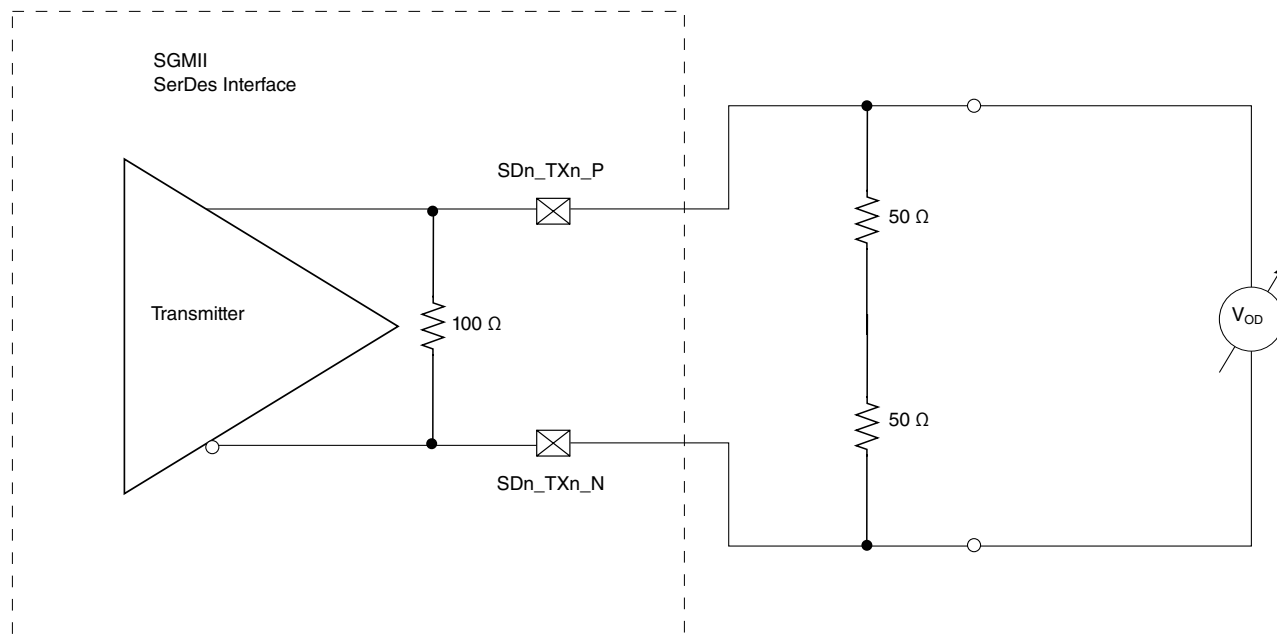 SGMII
SerDes Interface
SDn_TXn_P
50 Ω
Transmitter
100 Ω
VOD
50 Ω
SDn_TXn_N